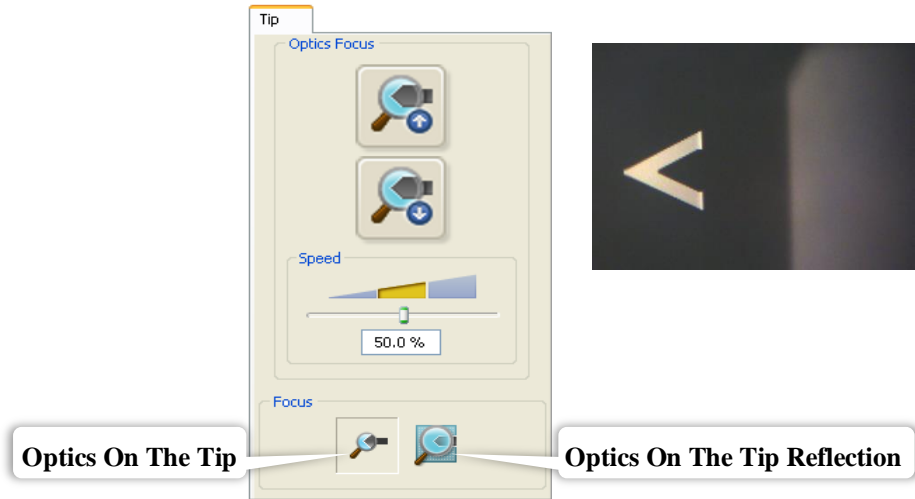 Tip
Optics Focus
Speed
50.0 %
Focus
Optics On The Tip
Optics On The Tip Reflection